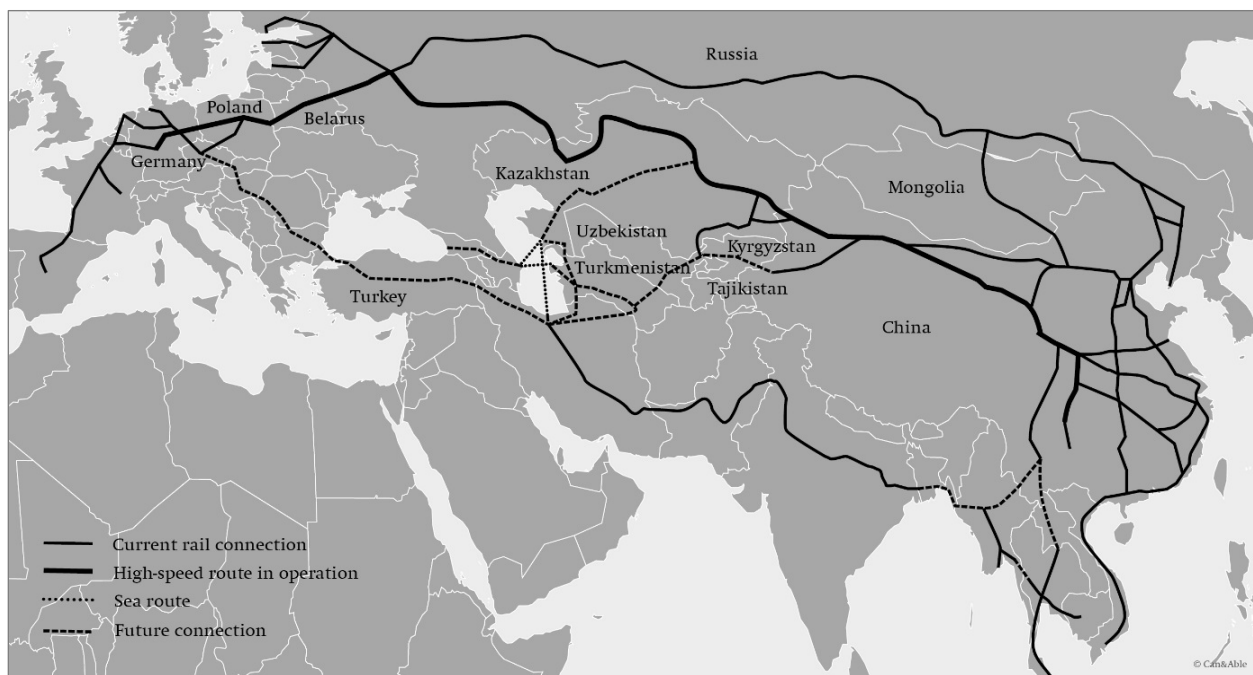 Russia
Poland
Belarus
Germany
Kazakhstan
Mongolia
Uzbekistan
Kyrgyzstan
Turkmenistan
Tajikistan
Turkey
China
Current rail connection
High-speed route in operation
Sea route
Future connection
© Can&Able